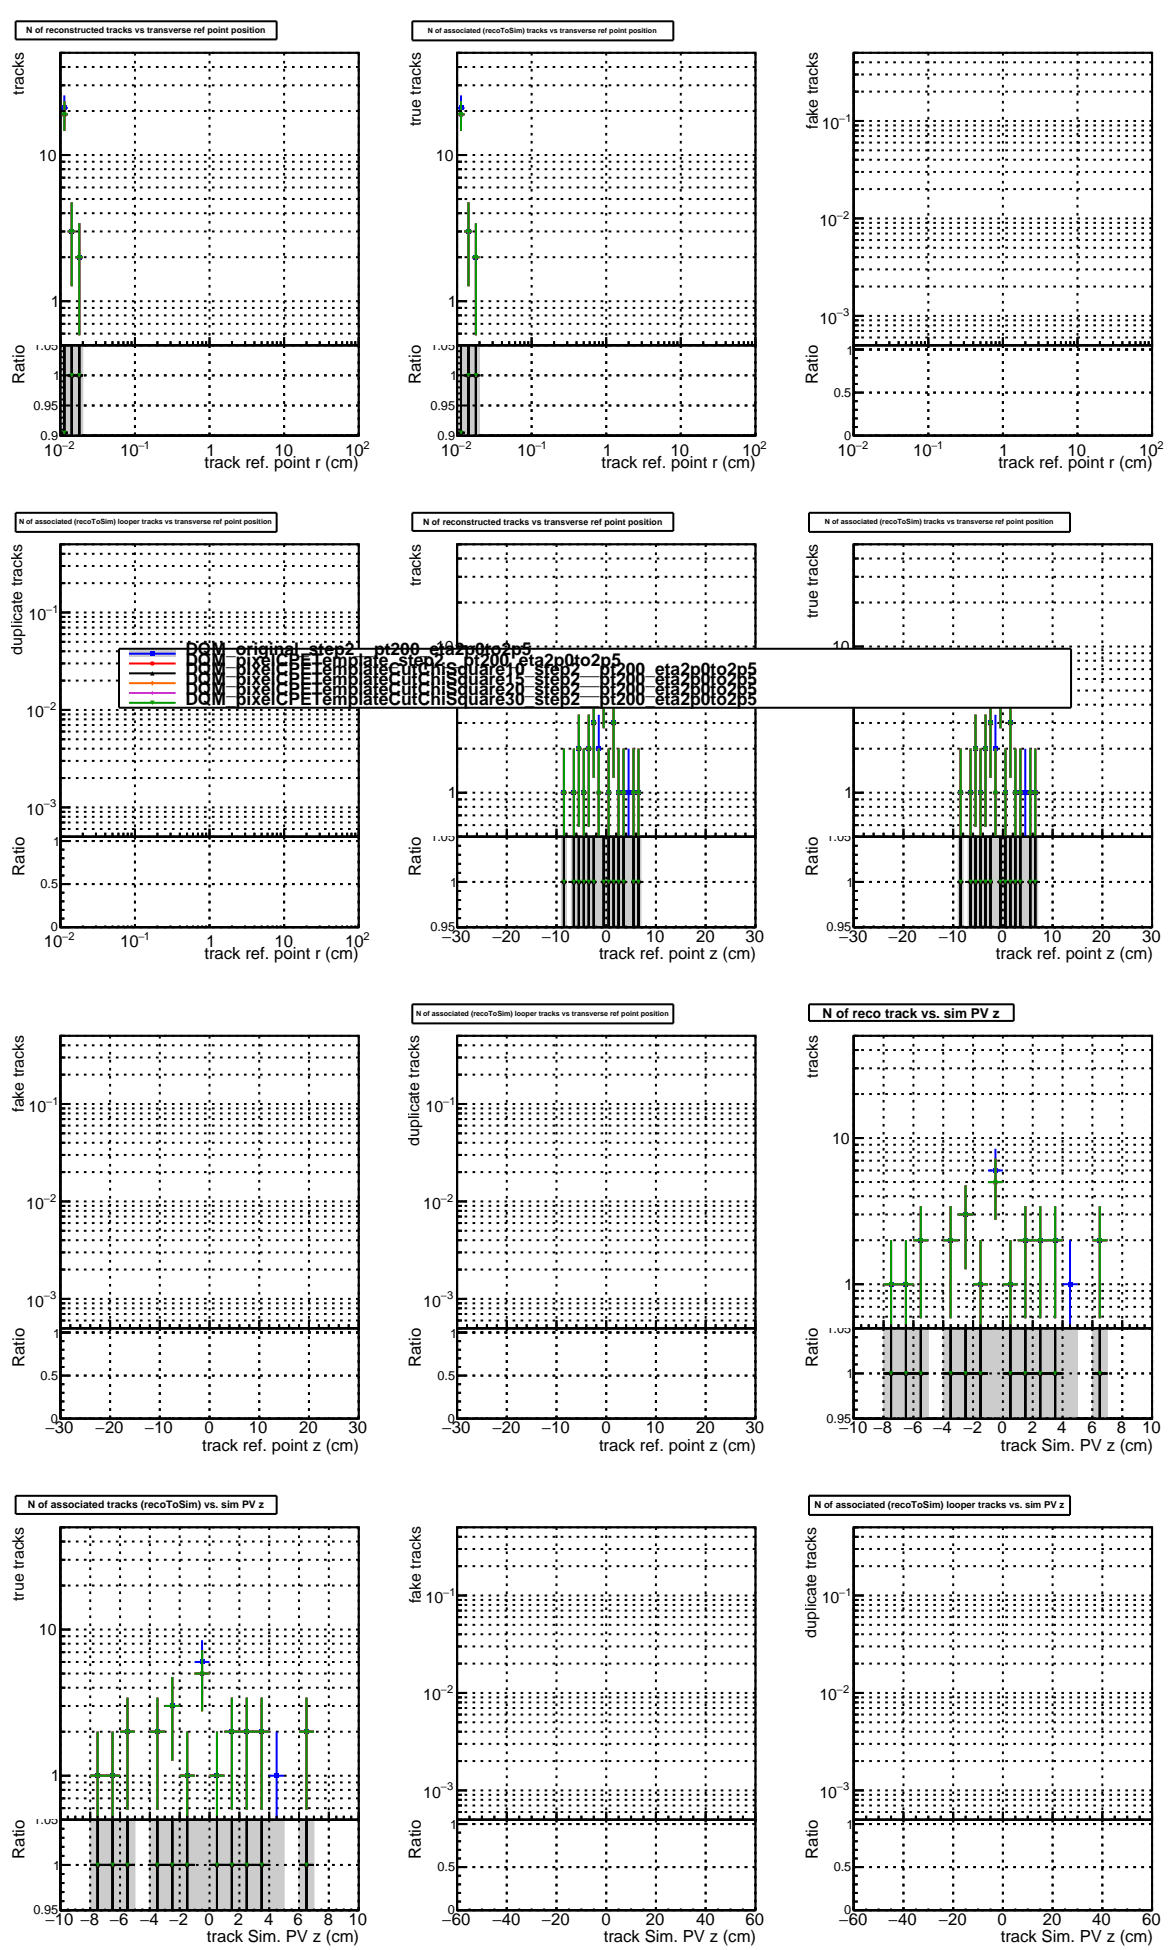 N of reconstructed tracks vs transverse ref point position
tracks
10
1
1.05
Ratio
1
0.95
0.9
10−2 10−1 1 10 102
track ref. point r (cm)
N of associated (recoToSim) tracks vs transverse ref point position
true tracks
10
1
1.05
Ratio
1
0.95
0.9
10−2 10−1 1 10 102
track ref. point r (cm)
fake tracks
10−1
10−2
10−3
Ratio
1
0.5
0
10−2 10−1 1 10 102
track ref. point r (cm)
N of associated (recoToSim) looper tracks vs transverse ref point position
duplicate tracks
10−1
10−2
10−3
Ratio
1
0.5
0
10−2 10−1 1 10 102
track ref. point r (cm)
N of reconstructed tracks vs transverse ref point position
tracks
10
1
1.05
Ratio
1
0.95
−30 −20 −10 0 10 20 30
track ref. point z (cm)
N of associated (recoToSim) tracks vs transverse ref point position
true tracks
10
1
1.05
Ratio
1
0.95
−30 −20 −10 0 10 20 30
track ref. point z (cm)
DQM_original_step2__pt200_eta2p0to2p5
DQM_pixelCPETemplate_step2__pt200_eta2p0to2p5
DQM_pixelCPETemplateCutChiSquare10_step2__pt200_eta2p0to2p5
DQM_pixelCPETemplateCutChiSquare15_step2__pt200_eta2p0to2p5
DQM_pixelCPETemplateCutChiSquare20_step2__pt200_eta2p0to2p5
DQM_pixelCPETemplateCutChiSquare30_step2__pt200_eta2p0to2p5
fake tracks
10−1
10−2
10−3
Ratio
1
0.5
0
−30 −20 −10 0 10 20 30
track ref. point z (cm)
N of associated (recoToSim) looper tracks vs transverse ref point position
duplicate tracks
10−1
10−2
10−3
Ratio
1
0.5
0
−30 −20 −10 0 10 20 30
track ref. point z (cm)
N of reco track vs. sim PV z
tracks
10
1
1.05
Ratio
1
0.95
−10 −8 −6 −4 −2 0 2 4 6 8 10
track Sim. PV z (cm)
N of associated tracks (recoToSim) vs. sim PV z
true tracks
10
1
1.05
Ratio
1
0.95
−10 −8 −6 −4 −2 0 2 4 6 8 10
track Sim. PV z (cm)
fake tracks
10−1
10−2
10−3
Ratio
1
0.5
0
−60 −40 −20 0 20 40 60
track Sim. PV z (cm)
N of associated (recoToSim) looper tracks vs. sim PV z
duplicate tracks
10−1
10−2
10−3
Ratio
1
0.5
0
−60 −40 −20 0 20 40 60
track Sim. PV z (cm)